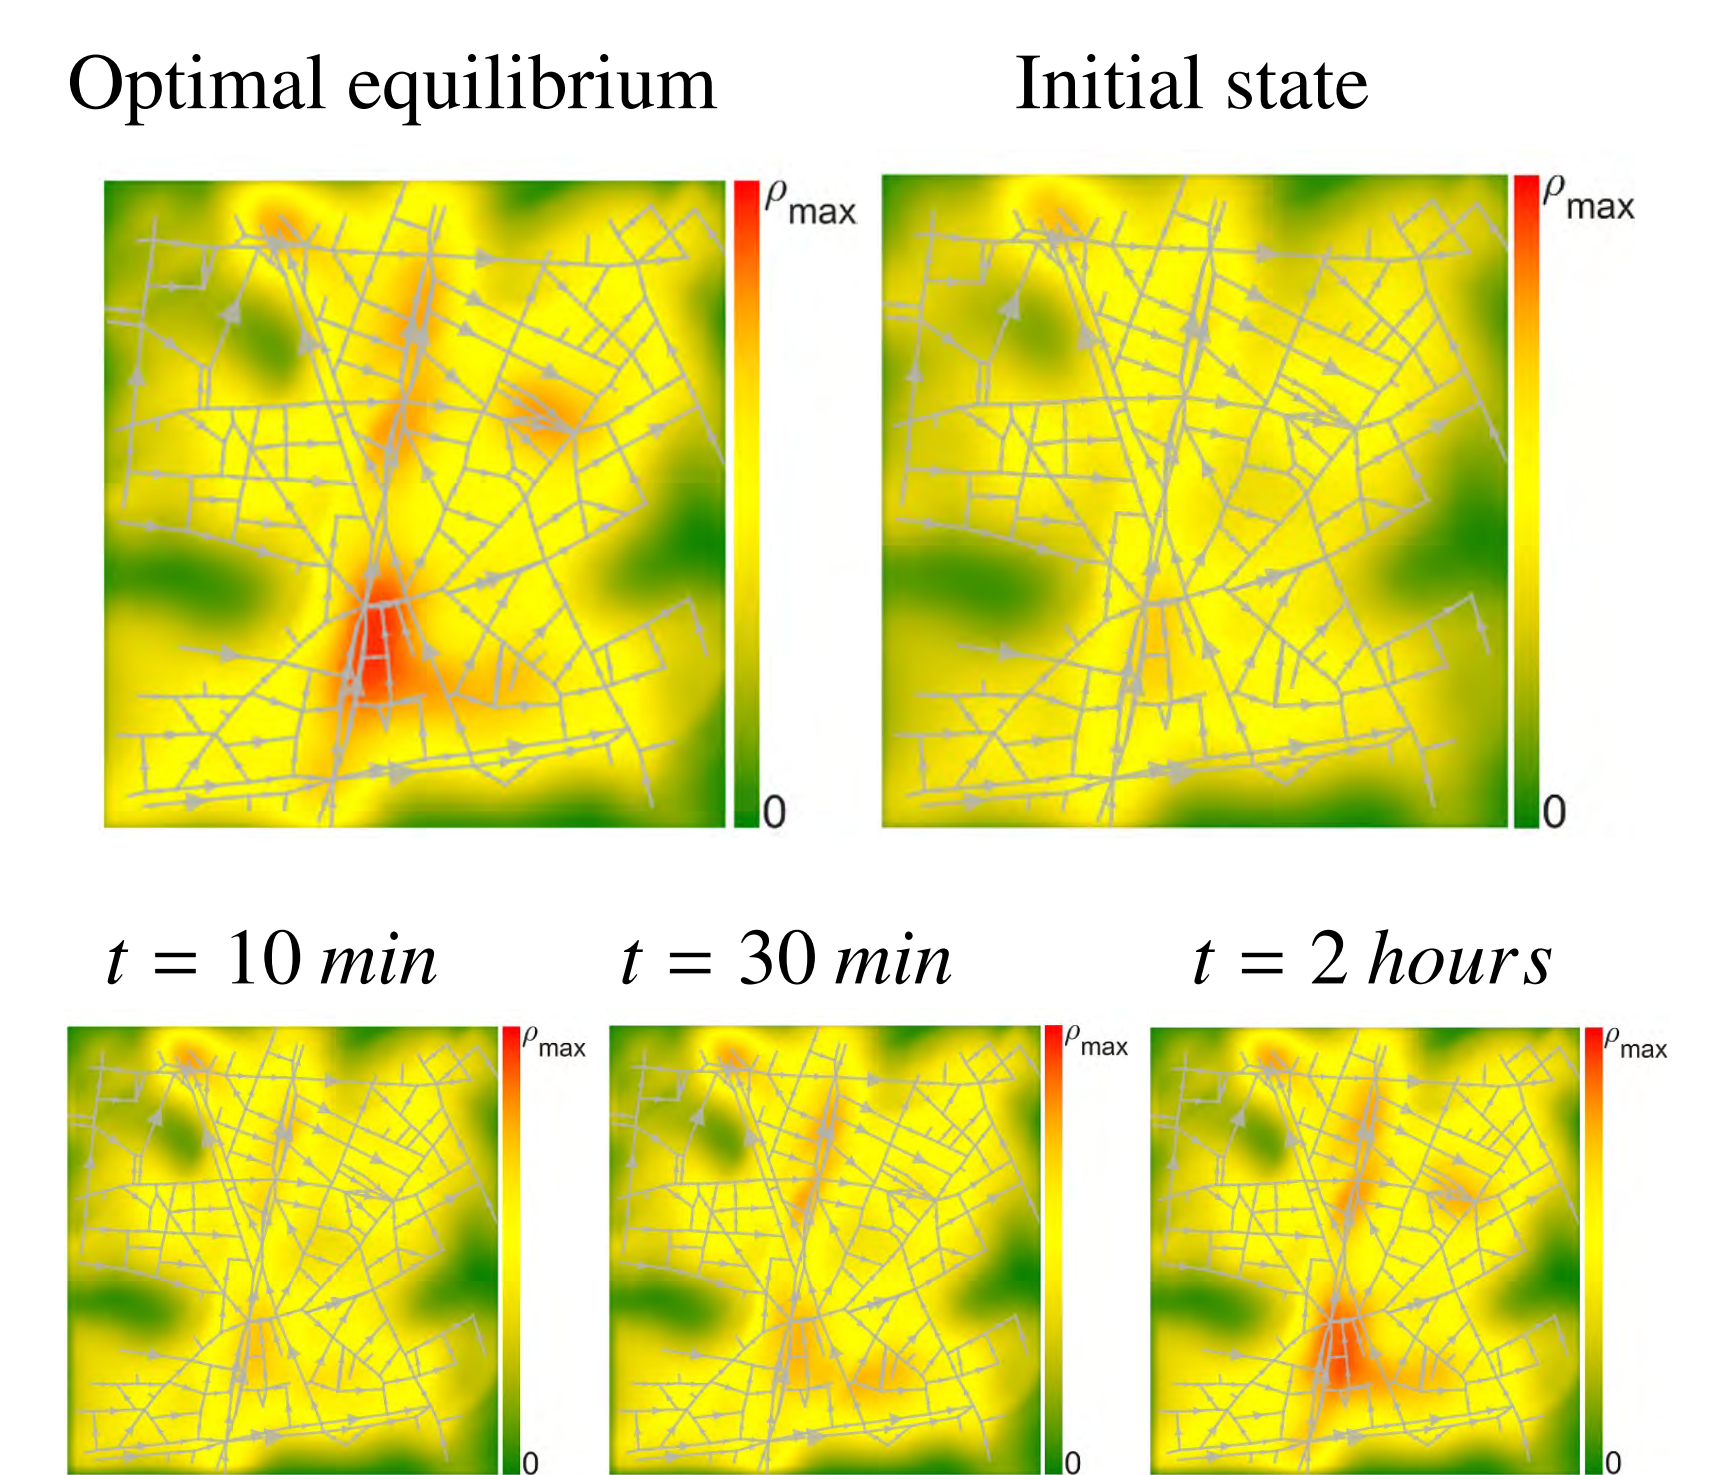 Optimal equilibrium
Initial state
ρmax
0
ρmax
0
t = 10 min
t = 30 min
t = 2 hours
ρmax
0
ρmax
0
ρmax
0